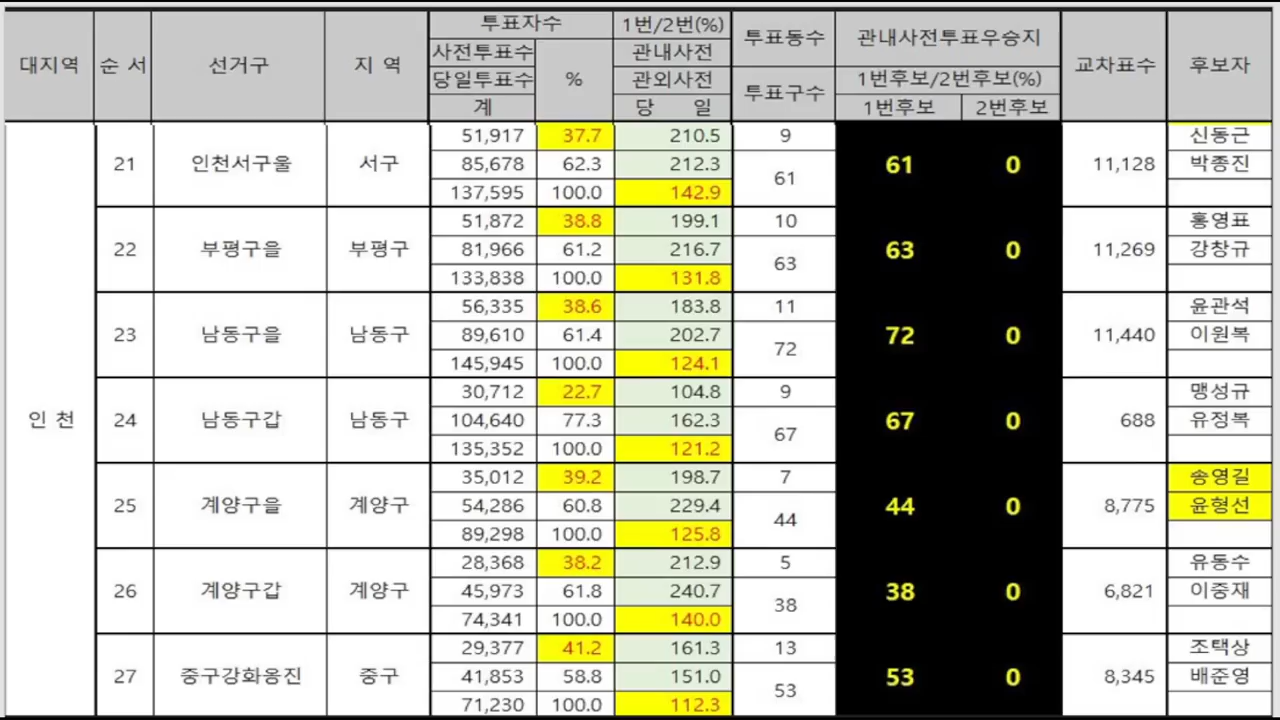 대지역 순 서 선거구 지 역 투표자수 1번/2번(%) 투표동수 관내사전투표우승지 교차표수 후보자
사전투표수 % 관내사전
당일투표수 관외사전 투표구수 1번후보/2번후보(%)
계 당 일 1번후보 2번후보
51,917 37.7 210.5 9 신동근
21 인천서구울 서구 85,678 62.3 212.3 61 0 11,128 박종진
137,595 100.0 142.9 61
51,872 38.8 199.1 10 홍영표
22 부평구을 부평구 81,966 61.2 216.7 63 0 11,269 강창규
133,838 100.0 131.8 63
56,335 38.6 183.8 11 윤관석
23 남동구을 남동구 89,610 61.4 202.7 72 0 11,440 이원복
145,945 100.0 124.1 72
30,712 22.7 104.8 9 맹성규
인 천 24 남동구갑 남동구 104,640 77.3 162.3 67 0 688 유정복
135,352 100.0 121.2 67
35,012 39.2 198.7 7 송영길
25 계양구을 계양구 54,286 60.8 229.4 44 0 8,775 윤형선
89,298 100.0 125.8 44
28,368 38.2 212.9 5 유동수
26 계양구갑 계양구 45,973 61.8 240.7 38 0 6,821 이중재
74,341 100.0 140.0 38
29,377 41.2 161.3 13 조택상
27 중구강화옹진 중구 41,853 58.8 151.0 53 0 8,345 배준영
71,230 100.0 112.3 53